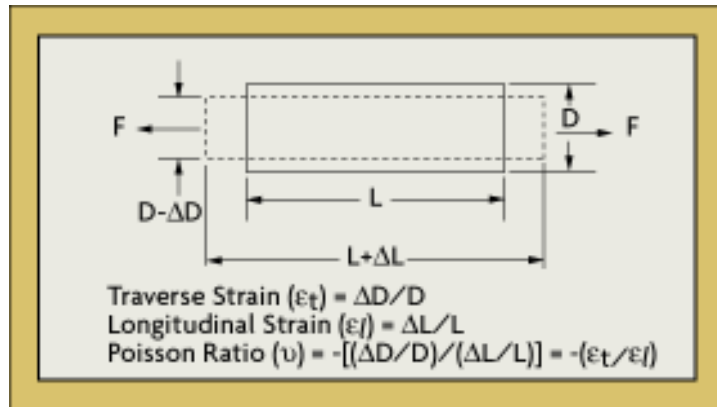 F
D
F
D-ΔD
L
L+ΔL
Traverse Strain (εt) = ΔD/D
Longitudinal Strain (εl) = ΔL/L
Poisson Ratio (υ) = -[(ΔD/D)/(ΔL/L)] = -(εt/εl)